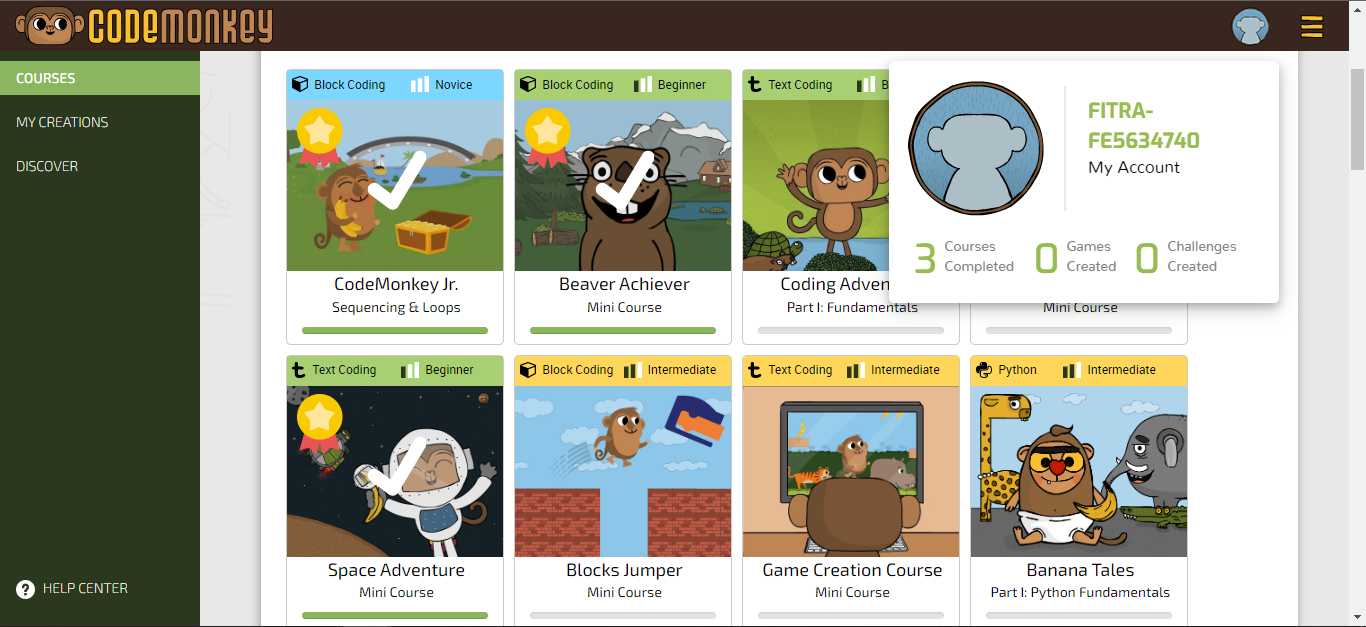 CODEMONKEY
COURSES
MY CREATIONS
DISCOVER
HELP CENTER
Block Coding Novice
CodeMonkey Jr.
Sequencing & Loops
Block Coding Beginner
Beaver Achiever
Mini Course
Text Coding B
Coding Adven
Part I: Fundamentals
Mini Course
FITRA-
FE5634740
My Account
3 Courses
Completed
0 Games
Created
0 Challenges
Created
Text Coding Beginner
Space Adventure
Mini Course
Block Coding Intermediate
Blocks Jumper
Mini Course
Text Coding Intermediate
Game Creation Course
Mini Course
Python Intermediate
Banana Tales
Part I: Python Fundamentals